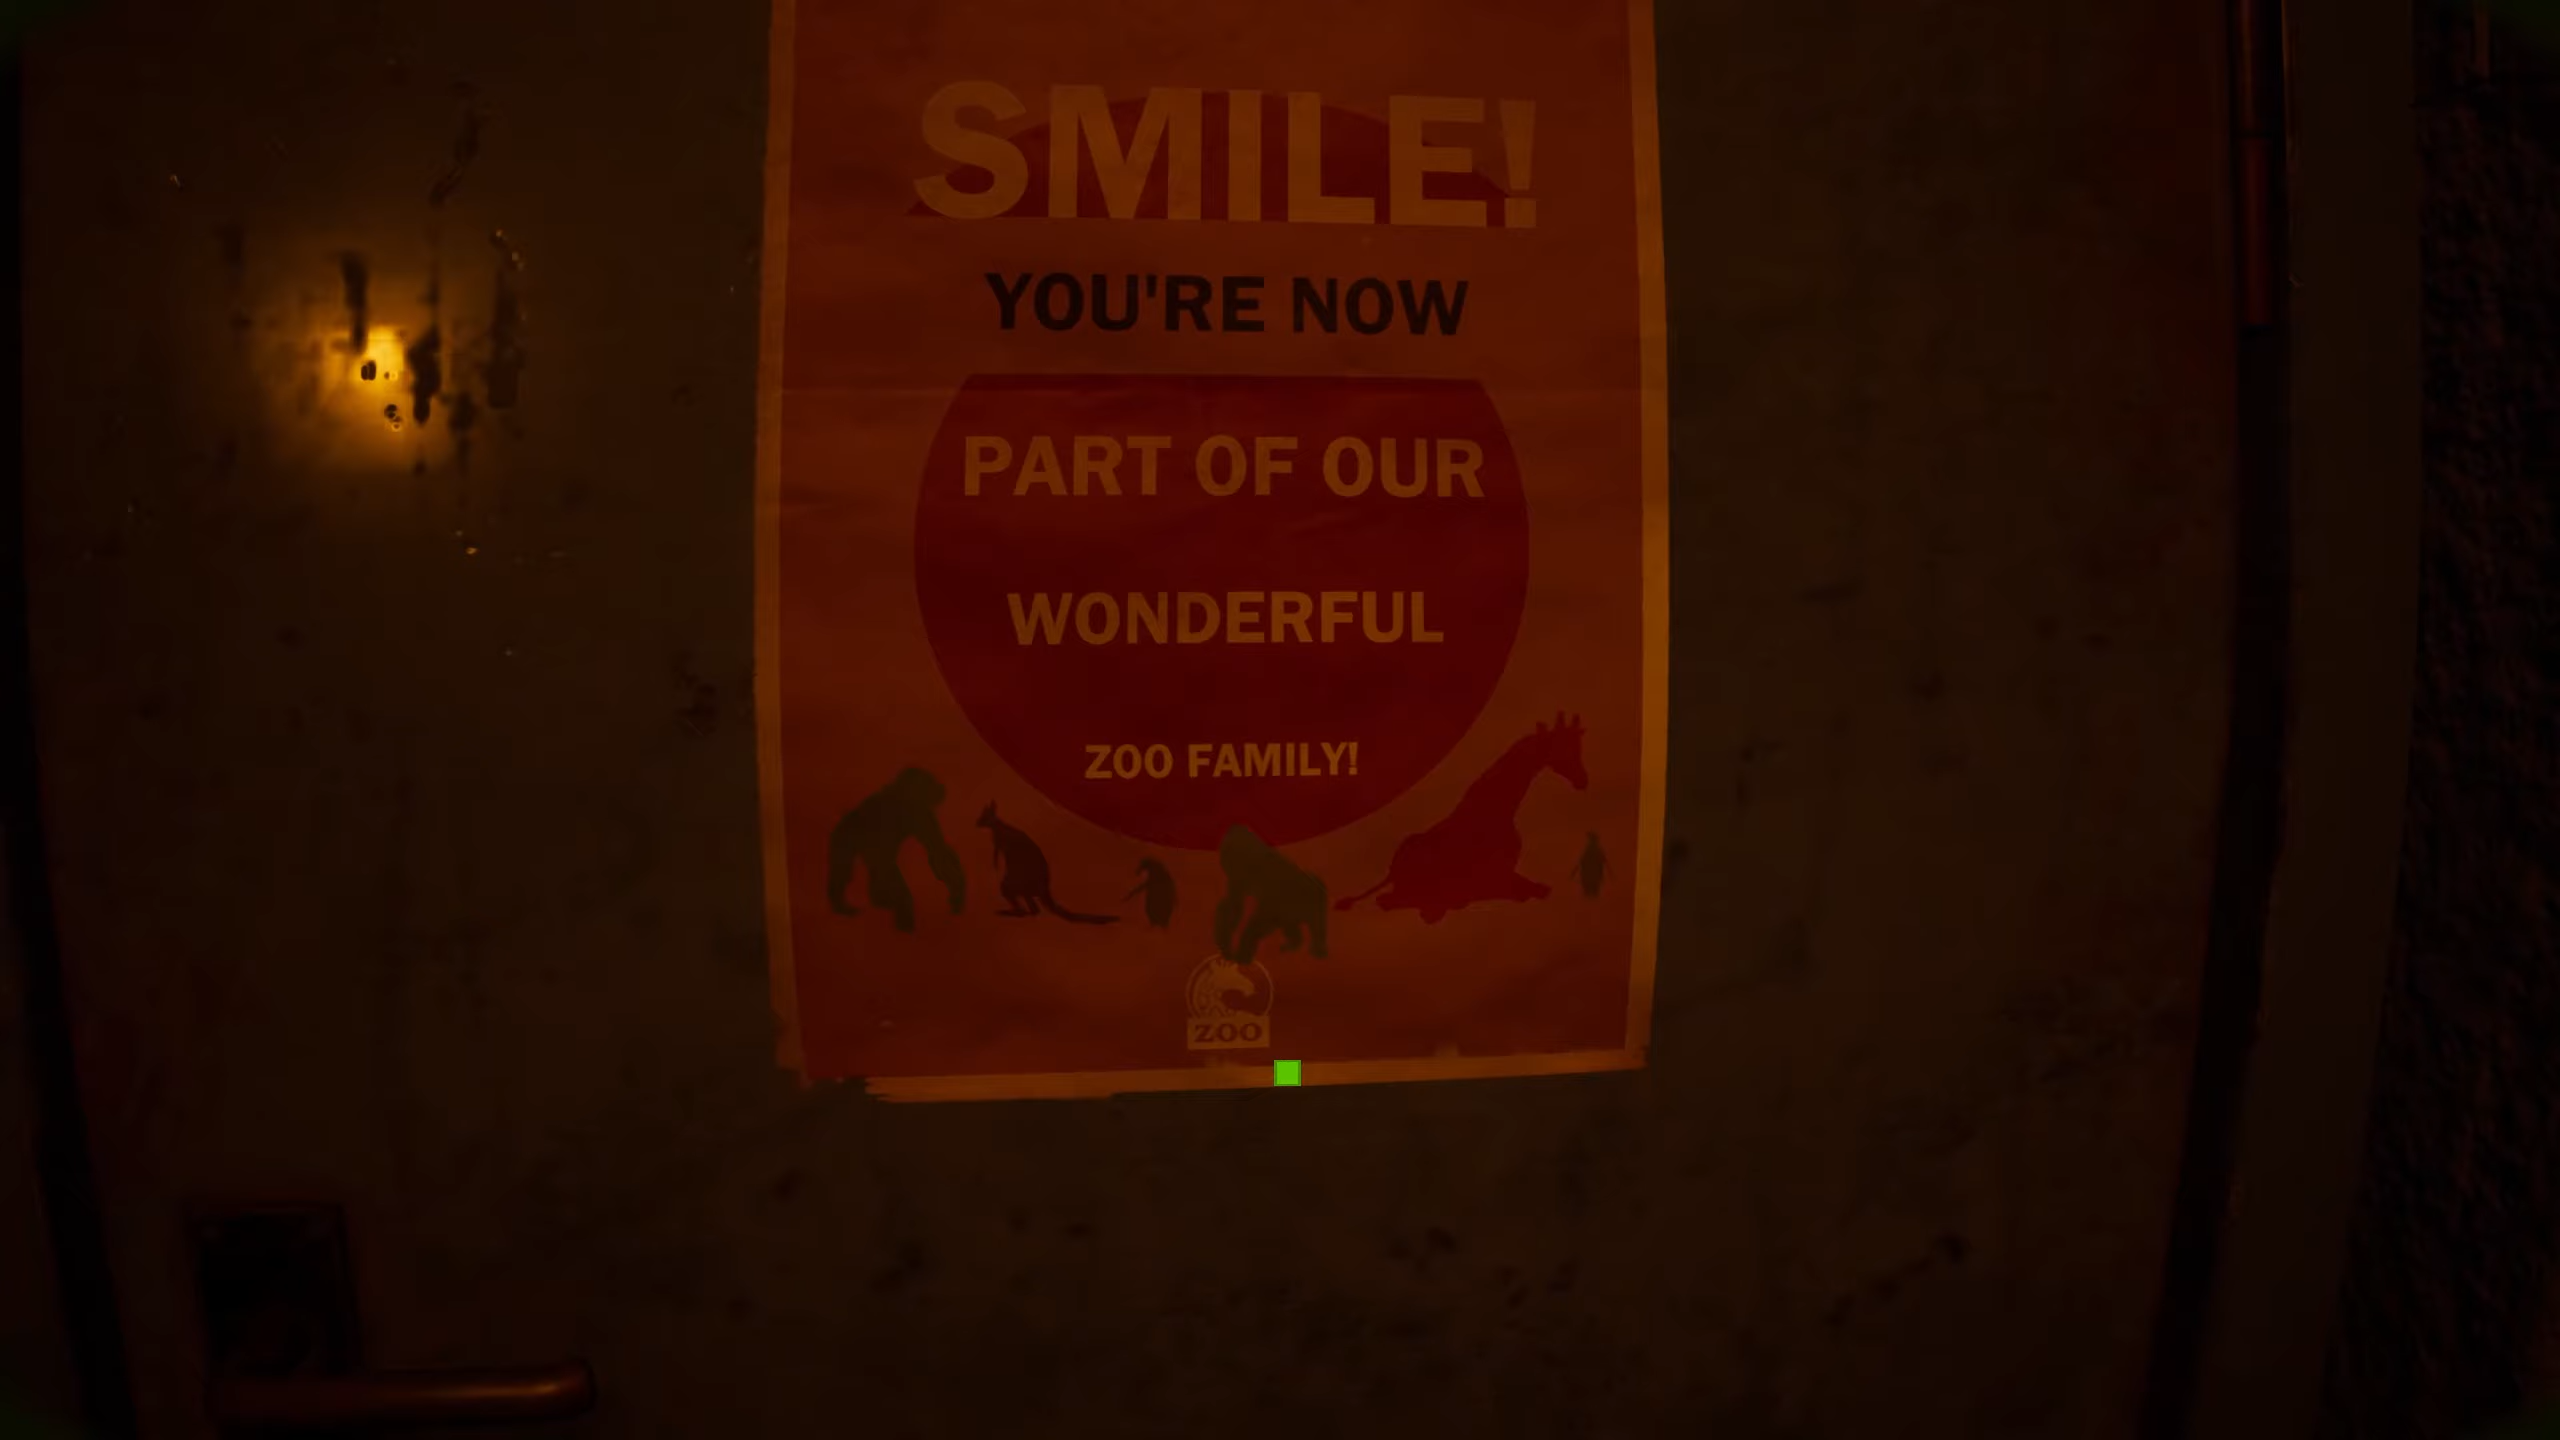 SMILE!
YOU'RE NOW
PART OF OUR
WONDERFUL
ZOO FAMILY!
ZOO